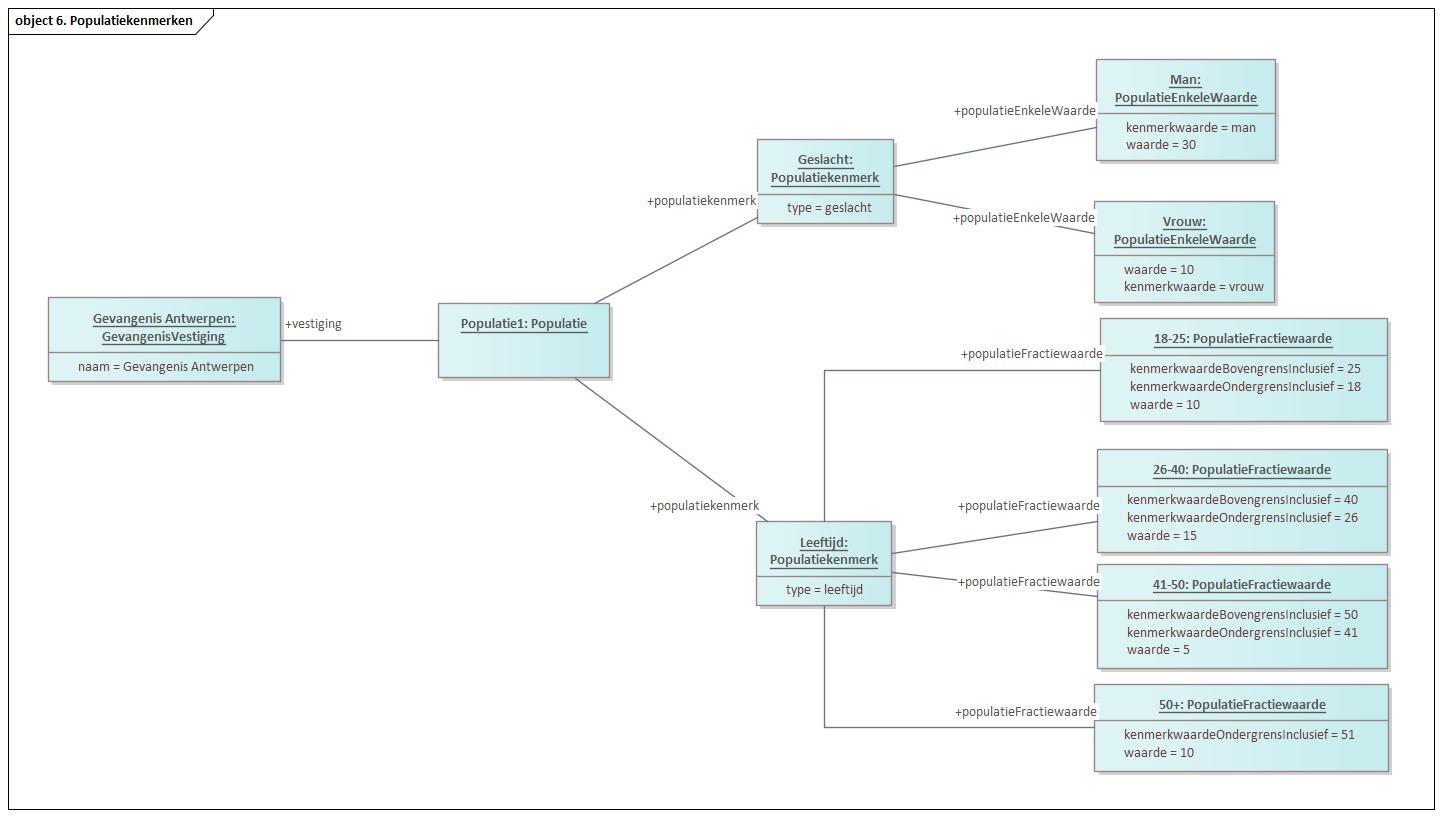 object 6. Populatiekenmerken
Man:
PopulatieEnkeleWaarde
kenmerkwaarde = man
waarde = 30
+populatieEnkeleWaarde
Geslacht:
Populatiekenmerk
type = geslacht
+populatiekenmerk
+populatieEnkeleWaarde
Vrouw:
PopulatieEnkeleWaarde
waarde = 10
kenmerkwaarde = vrouw
Gevangenis Antwerpen:
GevangenisVestiging
naam = Gevangenis Antwerpen
+vestiging
Populatie1: Populatie
+populatieFractiewaarde
18-25: PopulatieFractiewaarde
kenmerkwaardeBovengrensInclusief = 25
kenmerkwaardeOndergrensInclusief = 18
waarde = 10
+populatiekenmerk
+populatieFractiewaarde
26-40: PopulatieFractiewaarde
kenmerkwaardeBovengrensInclusief = 40
kenmerkwaardeOndergrensInclusief = 26
waarde = 15
Leeftijd:
Populatiekenmerk
type = leeftijd
+populatieFractiewaarde
41-50: PopulatieFractiewaarde
kenmerkwaardeBovengrensInclusief = 50
kenmerkwaardeOndergrensInclusief = 41
waarde = 5
+populatieFractiewaarde
50+: PopulatieFractiewaarde
kenmerkwaardeOndergrensInclusief = 51
waarde = 10